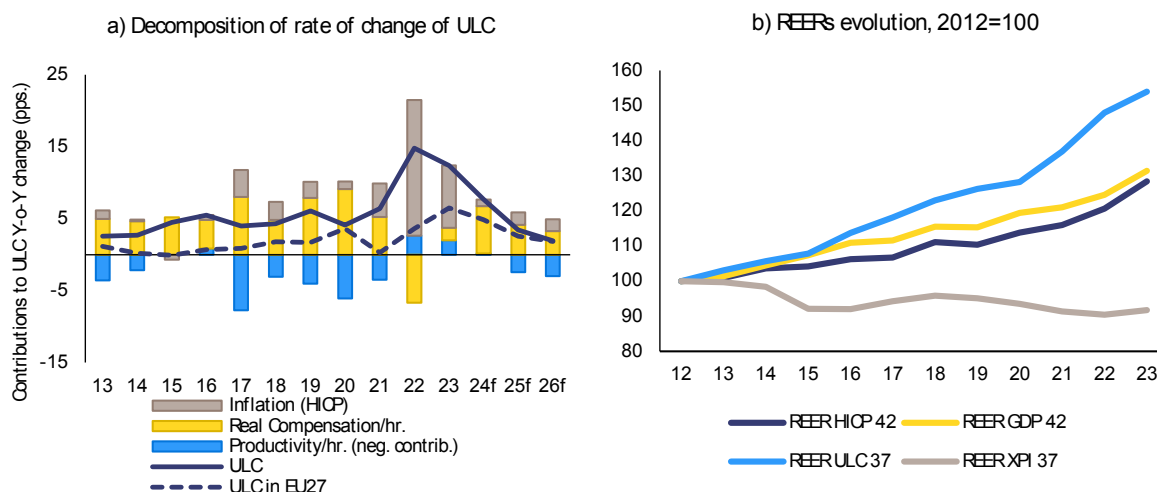 a) Decomposition of rate of change of ULC
Contributions to ULC Y-o-Y change (pps.)
25
15
5
-5
-15
13 14 15 16 17 18 19 20 21 22 23 24f 25f 26f
Inflation (HICP)
Real Compensation/hr.
Productivity/hr. (neg. contrib.)
ULC
ULC in EU27
b) REERs evolution, 2012=100
160
150
140
130
120
110
100
90
80
12 13 14 15 16 17 18 19 20 21 22 23
REER HICP 42 REER GDP 42
REER ULC 37 REER XPI 37